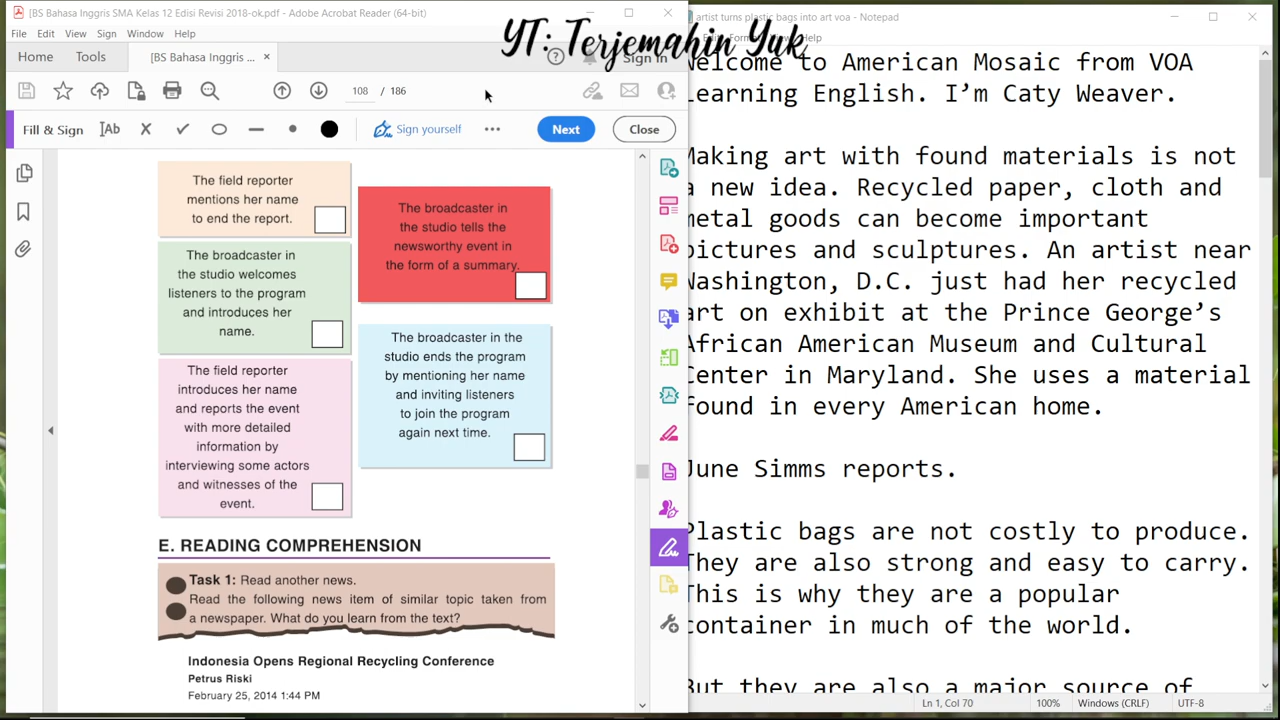 [BS Bahasa Inggris SMA Kelas 12 Edisi Revisi 2018-ok.pdf - Adobe Acrobat Reader (64-bit)
File Edit View Sign Window Help
YT: Terjemahin Yuk
Home Tools [BS Bahasa Inggris ... × Sign In
108 / 186
Fill & Sign Ab Sign yourself Next Close
The field reporter
mentions her name
to end the report.
The broadcaster in
the studio welcomes
listeners to the program
and introduces her
name.
The field reporter
introduces her name
and reports the event
with more detailed
information by
interviewing some actors
and witnesses of the
event.
The broadcaster in
the studio tells the
newsworthy event in
the form of a summary.
The broadcaster in the
studio ends the program
by mentioning her name
and inviting listeners
to join the program
again next time.
E. READING COMPREHENSION
Task 1: Read another news.
Read the following news item of similar topic taken from
a newspaper. What do you learn from the text?
Indonesia Opens Regional Recycling Conference
Petrus Riski
February 25, 2014 1:44 PM
artist turns plastic bags into art voa - Notepad
Help
Welcome to American Mosaic from VOA
Learning English. I’m Caty Weaver.
Making art with found materials is not
a new idea. Recycled paper, cloth and
metal goods can become important
pictures and sculptures. An artist near
Washington, D.C. just had her recycled
art on exhibit at the Prince George’s
African American Museum and Cultural
Center in Maryland. She uses a material
found in every American home.
June Simms reports.
Plastic bags are not costly to produce.
They are also strong and easy to carry.
This is why they are a popular
container in much of the world.
But they are also a major source of
Ln 1, Col 70 100% Windows (CRLF) UTF-8